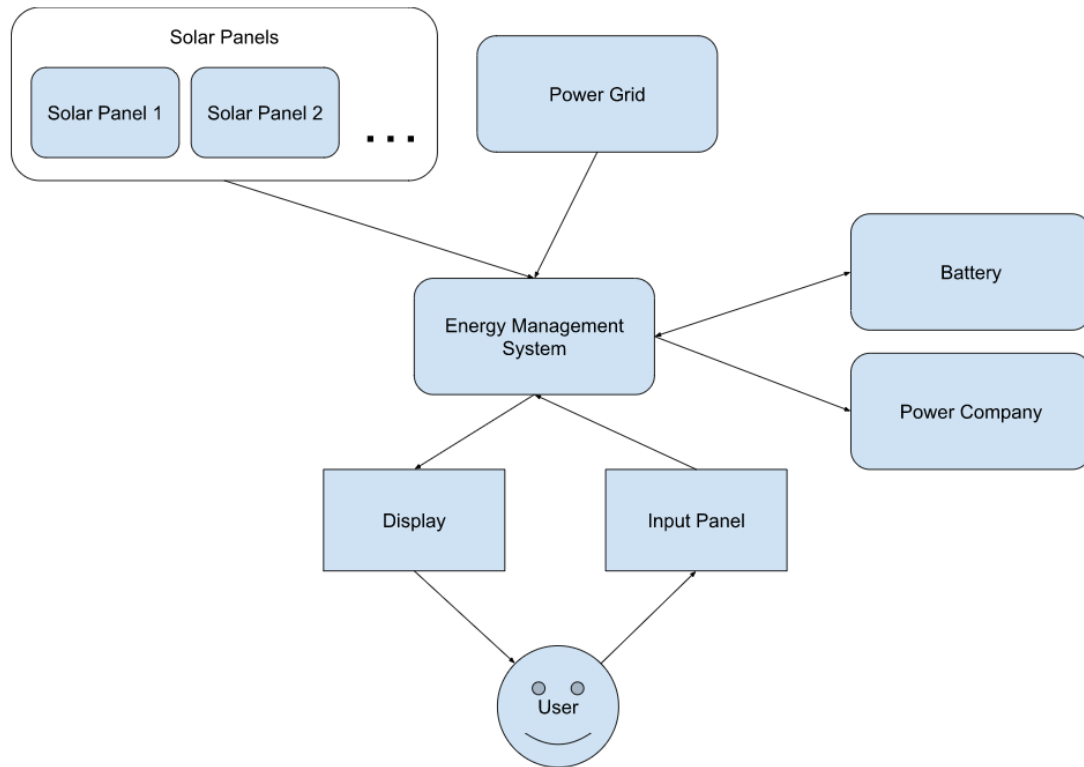 Solar Panels
Solar Panel 1
Solar Panel 2
...
Power Grid
Battery
Energy Management
System
Power Company
Display
Input Panel
User